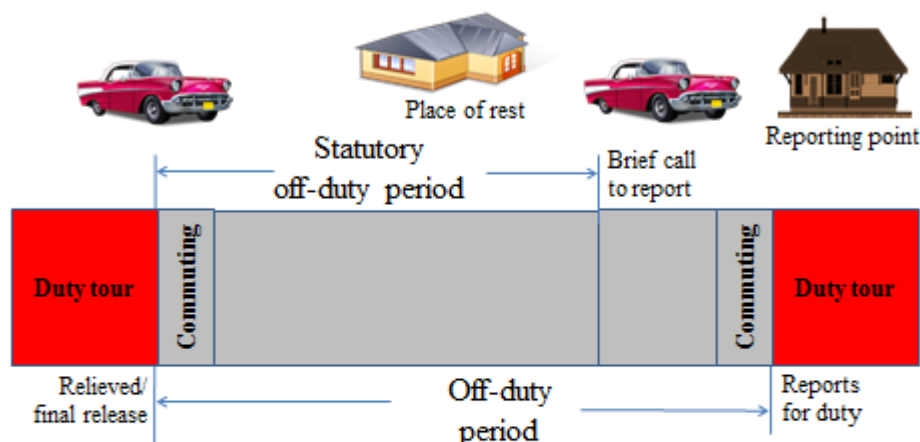 Place of rest
Reporting point
Statutory
off-duty period
Brief call
to report
Duty tour
Commuting
Commuting
Duty tour
Relieved/
final release
Off-duty
period
Reports
for duty